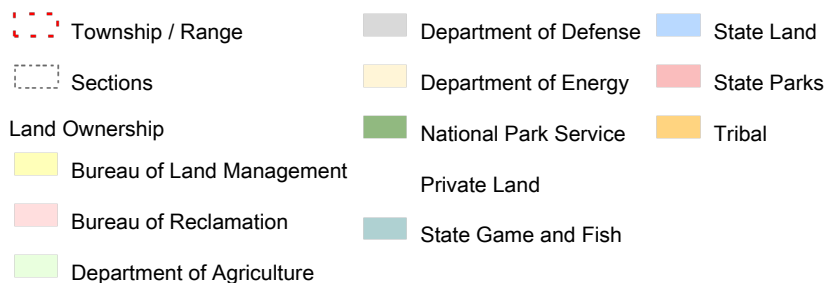 Township / Range
Sections
Land Ownership
Bureau of Land Management
Bureau of Reclamation
Department of Agriculture
Department of Defense
Department of Energy
National Park Service
Private Land
State Game and Fish
State Land
State Parks
Tribal